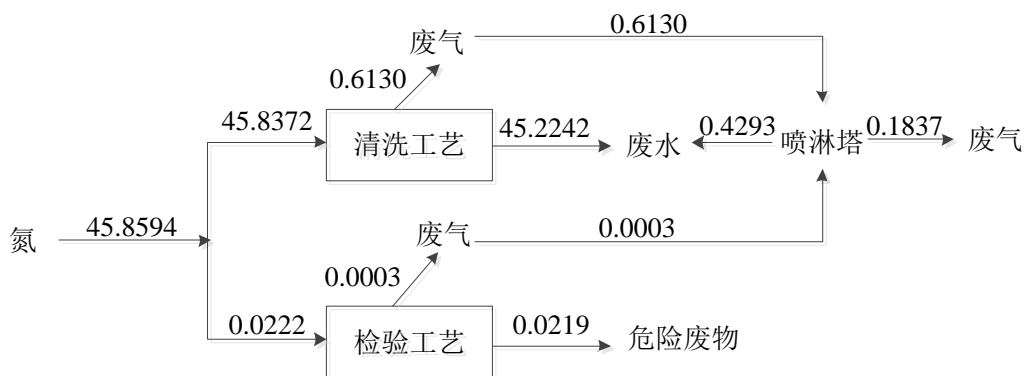 0.6130
废气
0.6130
45.8372
清洗工艺
45.2242
废水
0.4293
喷淋塔
0.1837
废气
氮
45.8594
废气
0.0003
0.0003
0.0222
检验工艺
0.0219
危险废物